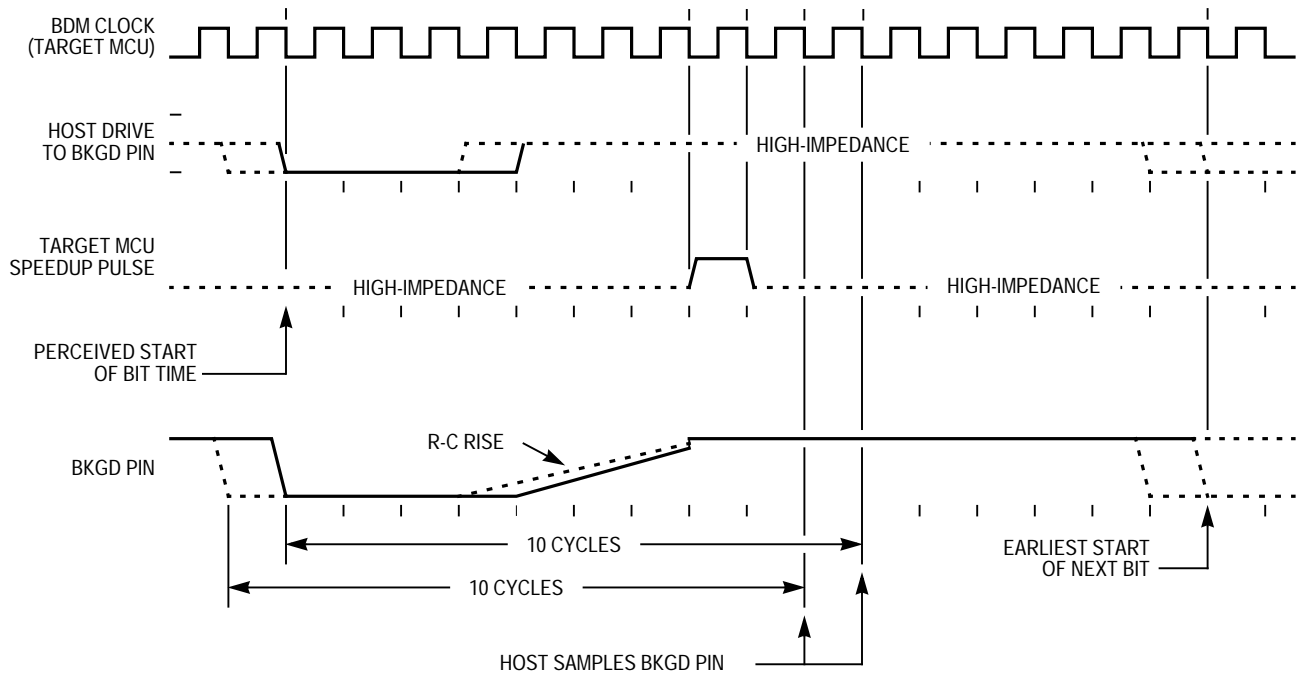 BDM CLOCK
(TARGET MCU)
HOST DRIVE
TO BKGD PIN
HIGH-IMPEDANCE
TARGET MCU
SPEEDUP PULSE
HIGH-IMPEDANCE
HIGH-IMPEDANCE
PERCEIVED START
OF BIT TIME
R-C RISE
BKGD PIN
10 CYCLES
EARLIEST START
OF NEXT BIT
10 CYCLES
HOST SAMPLES BKGD PIN